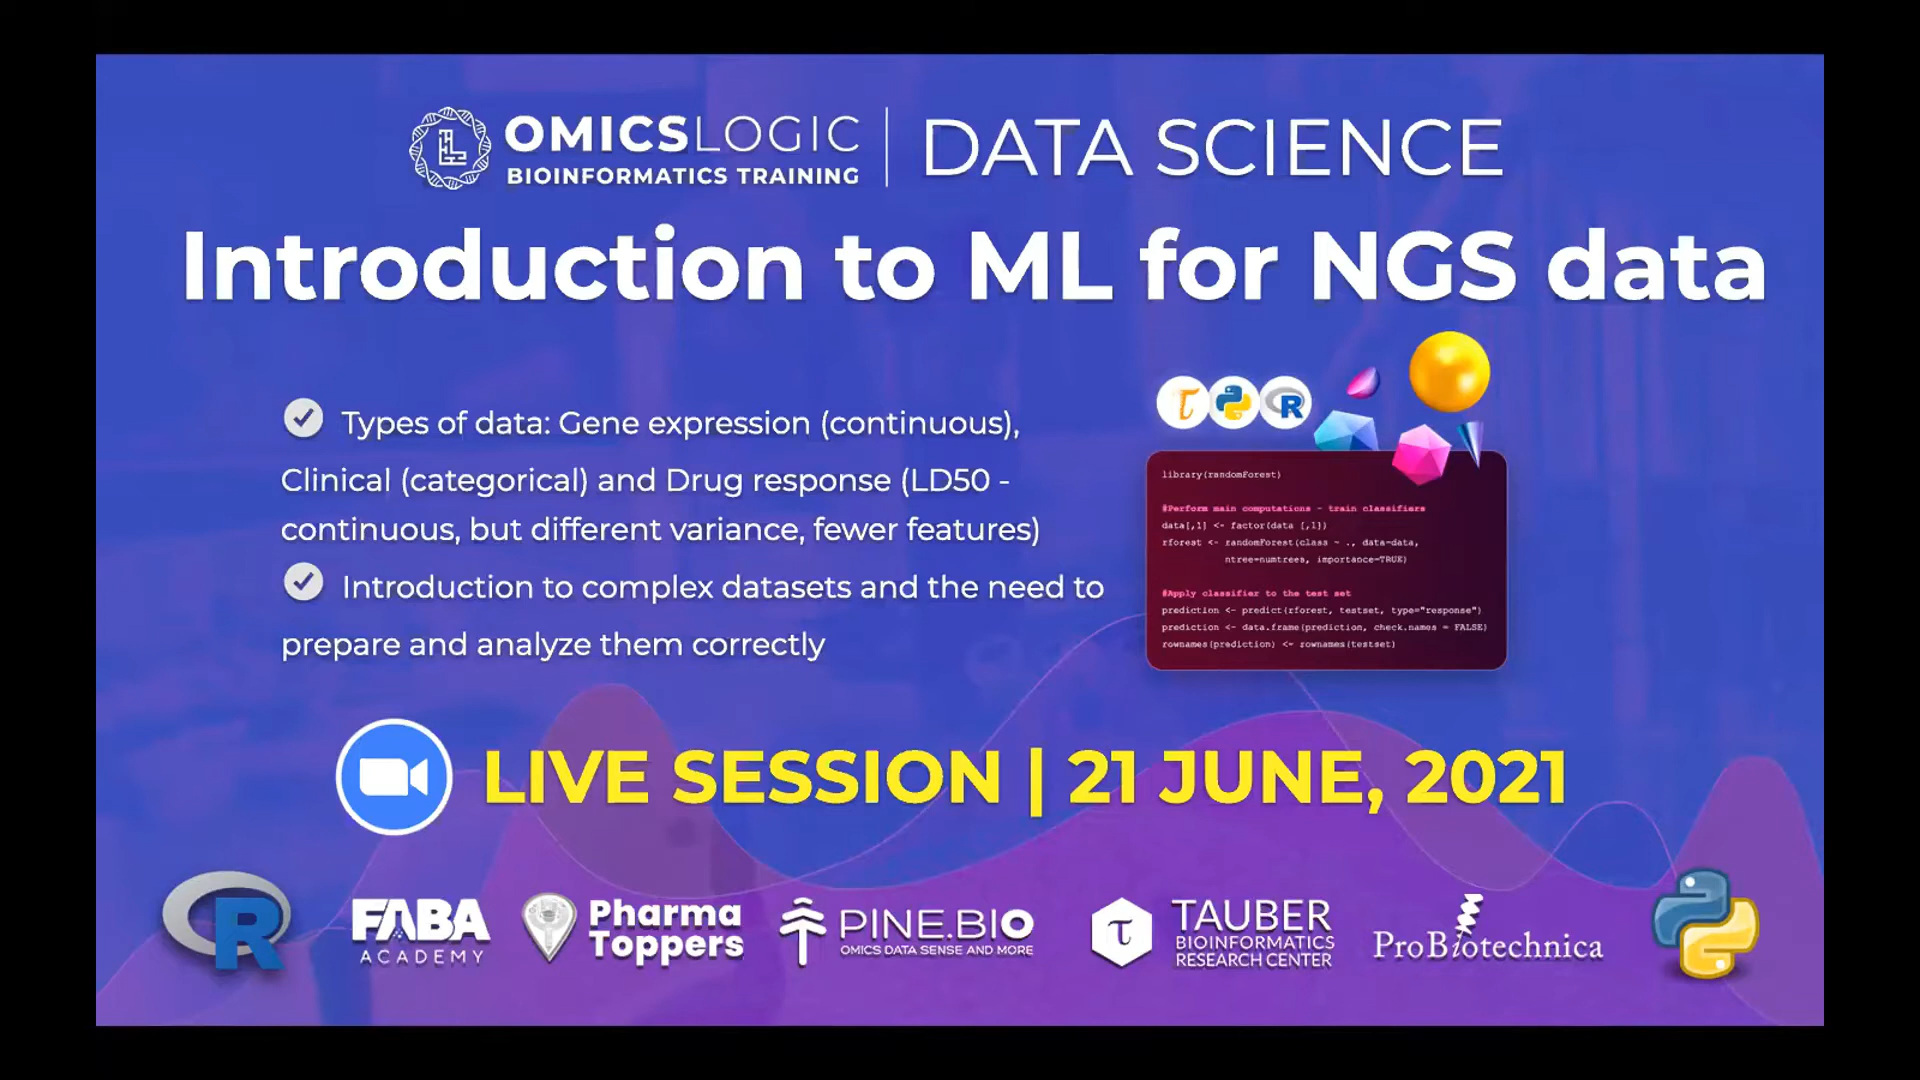 OMICSLOGIC
BIOINFORMATICS TRAINING
DATA SCIENCE
Introduction to ML for NGS data
Types of data: Gene expression (continuous),
Clinical (categorical) and Drug response (LD50 -
continuous, but different variance, fewer features)
Introduction to complex datasets and the need to
prepare and analyze them correctly
τ
R
library(randomForest)
#Perform main computations - train classifiers
data[,1] <- factor(data [,1])
rforest <- randomForest(class ~ ., data=data,
ntree=numtrees, importance=TRUE)
#Apply classifier to the test set
prediction <- predict(rforest, testset, type="response")
prediction <- data.frame(prediction, check.names = FALSE)
rownames(prediction) <- rownames(testset)
LIVE SESSION | 21 JUNE, 2021
R
FABA
ACADEMY
Pharma
Toppers
PINE.BIO
OMICS DATA SENSE AND MORE
τ
TAUBER
BIOINFORMATICS
RESEARCH CENTER
ProBiotechnica